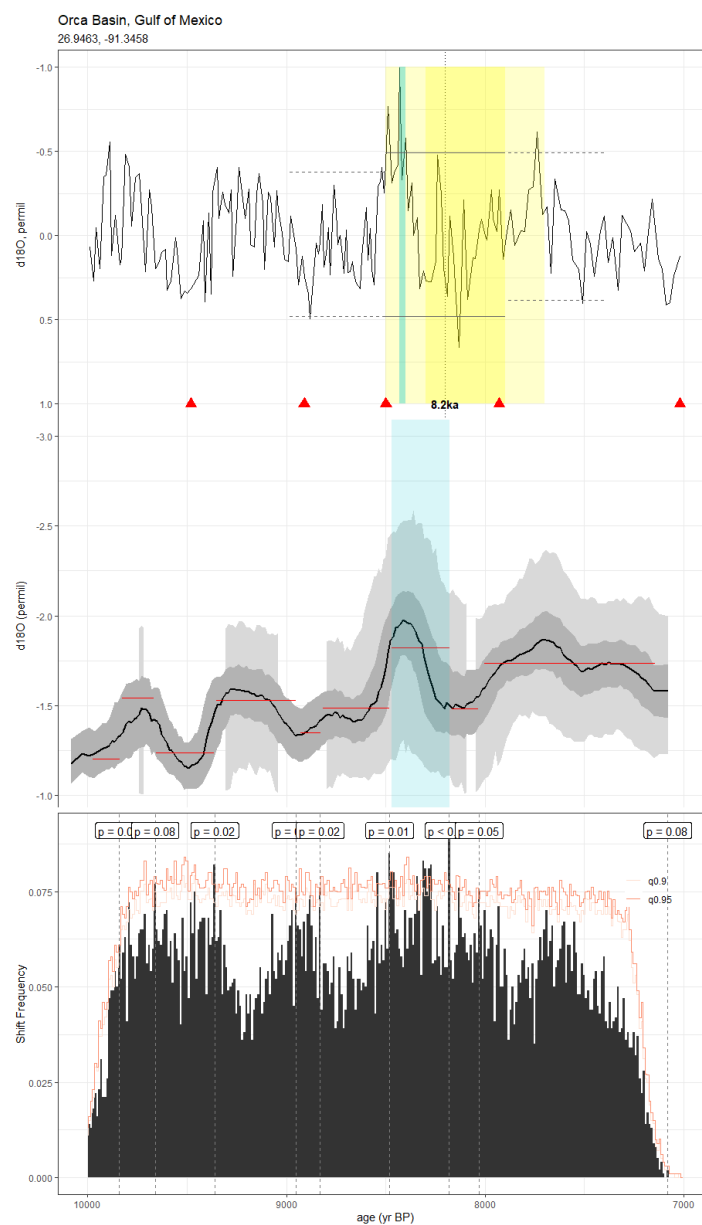 Orca Basin, Gulf of Mexico
26.9463, -91.3458
-1.0
-0.5
0.0
0.5
1.0
d18O, permil
8.2ka
-3.0
-2.5
-2.0
-1.5
-1.0
d18O (permil)
p = 0.0 p = 0.08 p = 0.02 p = p = 0.02 p = 0.01 p < 0 p = 0.05 p = 0.08
q0.9
q0.95
0.075
0.050
0.025
0.000
Shift Frequency
10000 9000 8000 7000
age (yr BP)